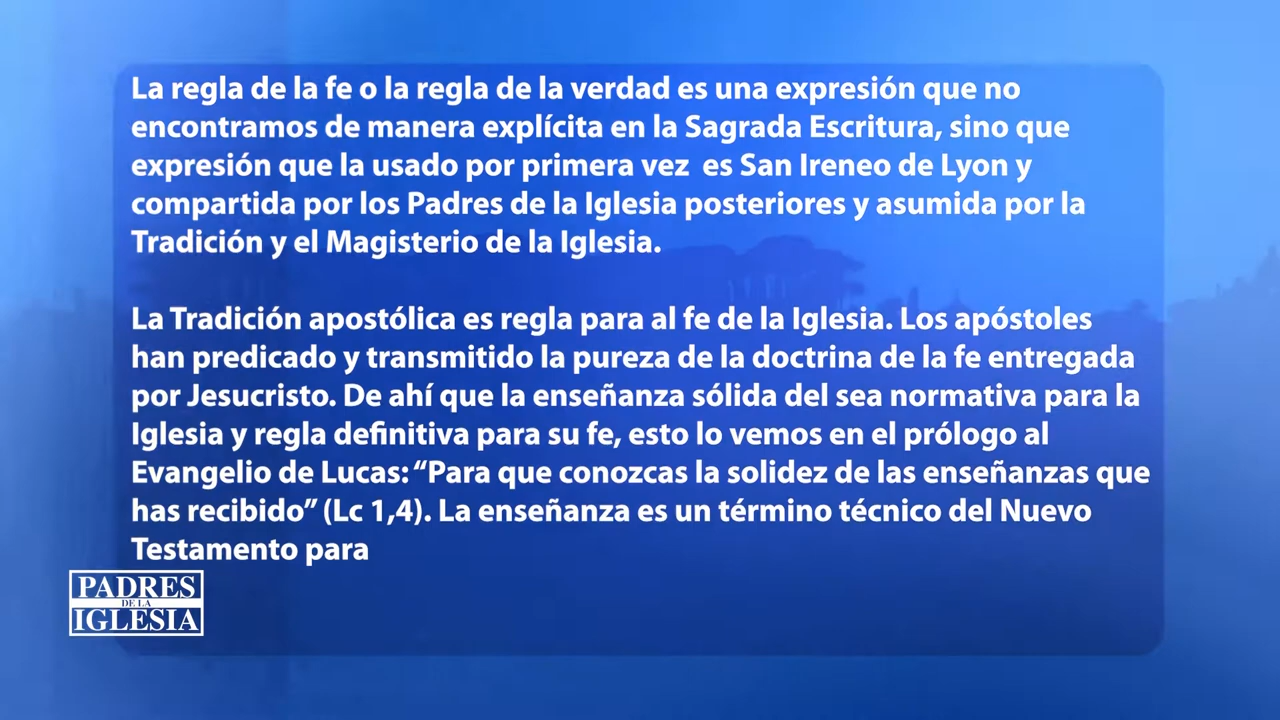 La regla de la fe o la regla de la verdad es una expresión que no
encontramos de manera explícita en la Sagrada Escritura, sino que
expresión que la usado por primera vez  es San Ireneo de Lyon y
compartida por los Padres de la Iglesia posteriores y asumida por la
Tradición y el Magisterio de la Iglesia.

La Tradición apostólica es regla para al fe de la Iglesia. Los apóstoles
han predicado y transmitido la pureza de la doctrina de la fe entregada
por Jesucristo. De ahí que la enseñanza sólida del sea normativa para la
Iglesia y regla definitiva para su fe, esto lo vemos en el prólogo al
Evangelio de Lucas: “Para que conozcas la solidez de las enseñanzas que
has recibido” (Lc 1,4). La enseñanza es un término técnico del Nuevo
Testamento para
PADRES
DE LA
IGLESIA